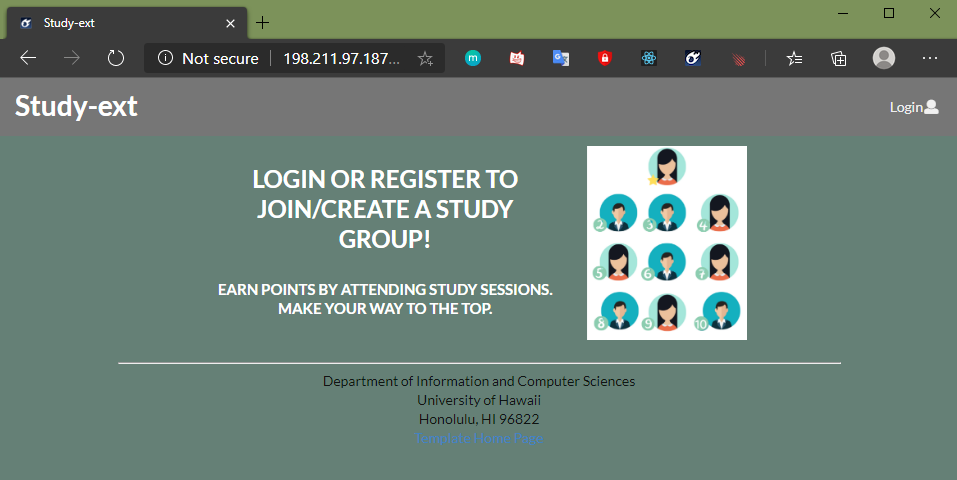 Study-ext
Not secure 198.211.97.187...
Study-ext
Login
LOGIN OR REGISTER TO
JOIN/CREATE A STUDY
GROUP!
EARN POINTS BY ATTENDING STUDY SESSIONS.
MAKE YOUR WAY TO THE TOP.
2 3 4
5 6 7
8 9 10
Department of Information and Computer Sciences
University of Hawaii
Honolulu, HI 96822
Template Home Page